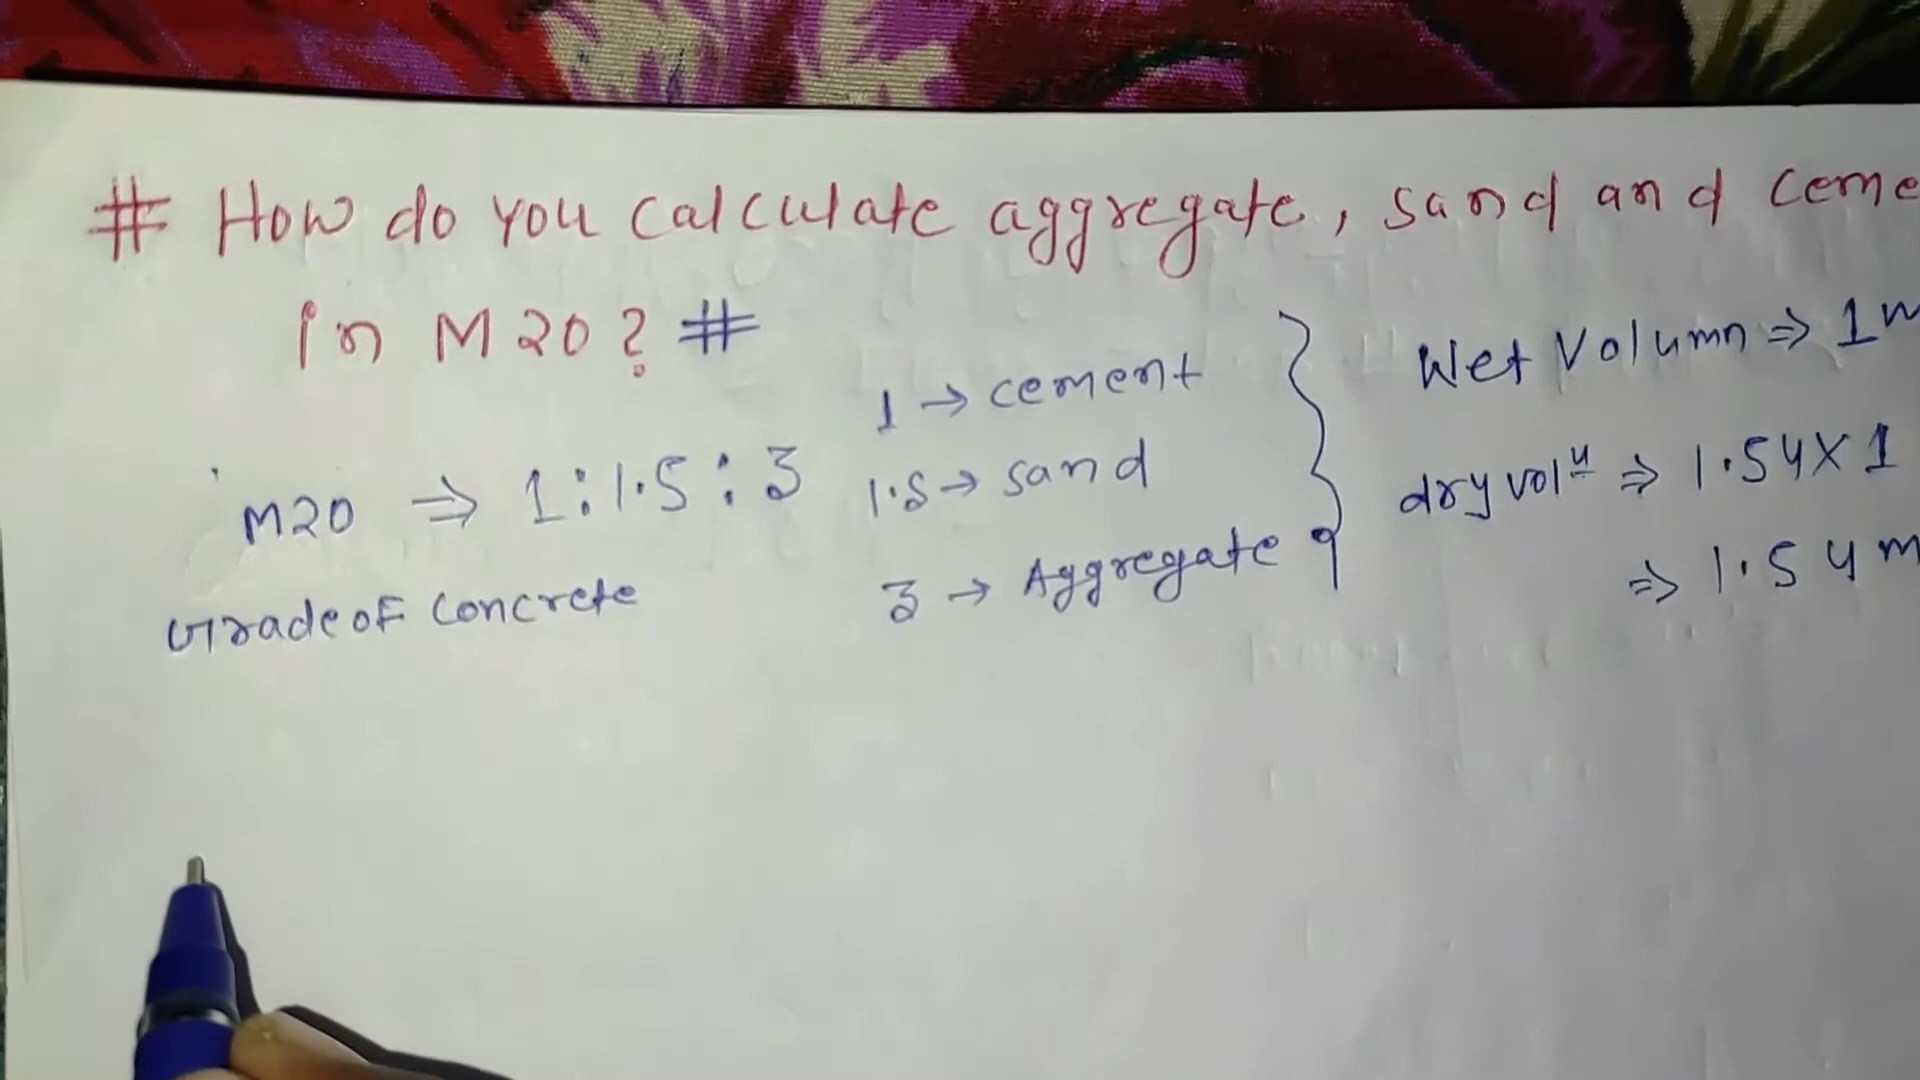 # How do you calculate aggregate, sand and ceme
in M20? #
M20 ⇒ 1:1.5:3
Grade of Concrete
1 → cement
1.5 → sand
3 → Aggregate
Wet Volumn ⇒ 1m
dry volᵘ ⇒ 1.54×1
⇒ 1.54m